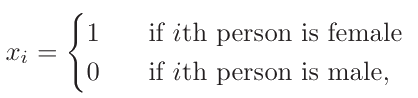 x_i = { 1 if ith person is female
0 if ith person is male,